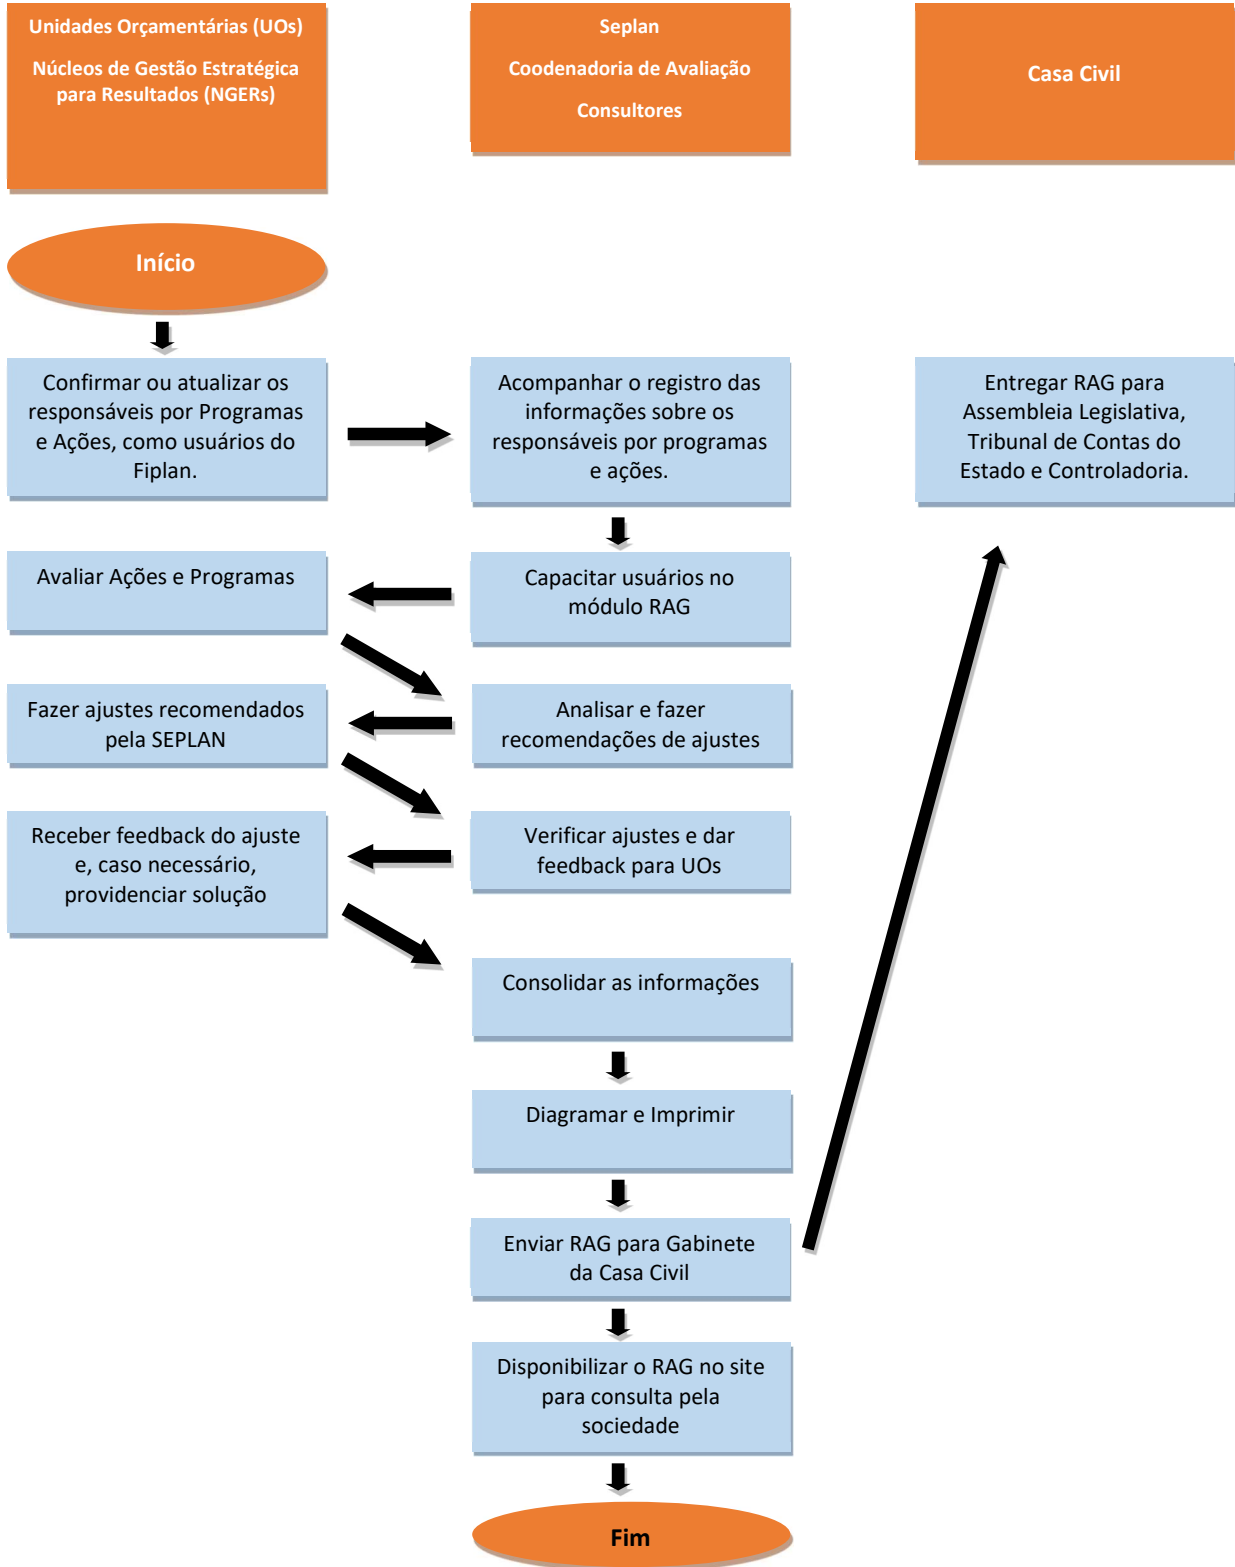 Unidades Orçamentárias (UOs)
Núcleos de Gestão Estratégica
para Resultados (NGERs)
Seplan
Coodenadoria de Avaliação
Consultores
Casa Civil
Início
Confirmar ou atualizar os
responsáveis por Programas
e Ações, como usuários do
Fiplan.
Acompanhar o registro das
informações sobre os
responsáveis por programas
e ações.
Entregar RAG para
Assembleia Legislativa,
Tribunal de Contas do
Estado e Controladoria.
Avaliar Ações e Programas
Capacitar usuários no
módulo RAG
Fazer ajustes recomendados
pela SEPLAN
Analisar e fazer
recomendações de ajustes
Receber feedback do ajuste
e, caso necessário,
providenciar solução
Verificar ajustes e dar
feedback para UOs
Consolidar as informações
Diagramar e Imprimir
Enviar RAG para Gabinete
da Casa Civil
Disponibilizar o RAG no site
para consulta pela
sociedade
Fim